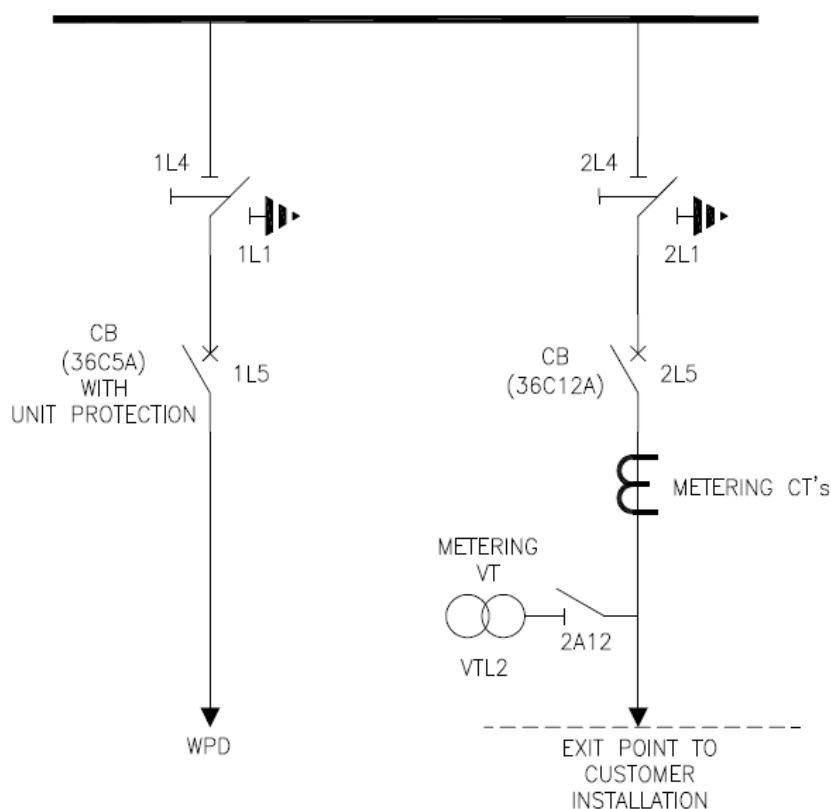 1L4
1L1
CB
(36C5A)
WITH
UNIT PROTECTION
1L5
WPD
2L4
2L1
CB
(36C12A)
2L5
METERING CT's
METERING
VT
VTL2
2A12
EXIT POINT TO
CUSTOMER
INSTALLATION